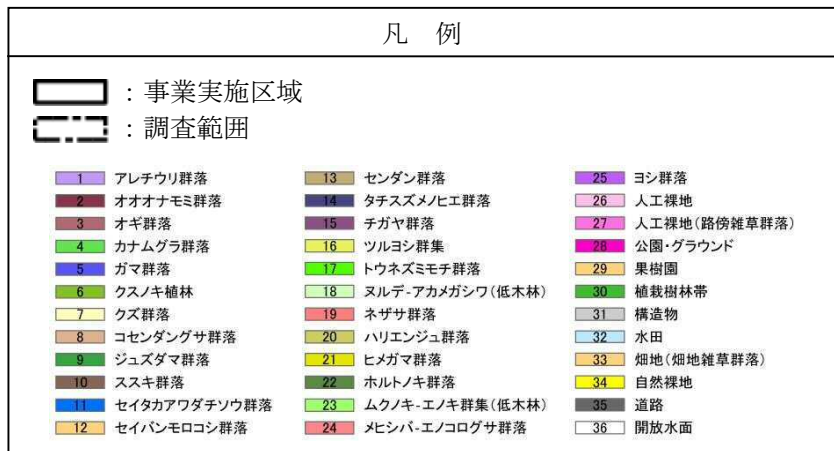 凡 例
：事業実施区域
：調査範囲
1 アレチウリ群落
2 オオオナモミ群落
3 オギ群落
4 カナムグラ群落
5 ガマ群落
6 クスノキ植林
7 クズ群落
8 コセンダングサ群落
9 ジュズダマ群落
10 ススキ群落
11 セイタカアワダチソウ群落
12 セイバンモロコシ群落
13 センダン群落
14 タチスズメノヒエ群落
15 チガヤ群落
16 ツルヨシ群集
17 トウネズミモチ群落
18 ヌルデ-アカメガシワ(低木林)
19 ネザサ群落
20 ハリエンジュ群落
21 ヒメガマ群落
22 ホルトノキ群落
23 ムクノキ-エノキ群集(低木林)
24 メヒシバ-エノコログサ群落
25 ヨシ群落
26 人工裸地
27 人工裸地(路傍雑草群落)
28 公園・グラウンド
29 果樹園
30 植栽樹林帯
31 構造物
32 水田
33 畑地(畑地雑草群落)
34 自然裸地
35 道路
36 開放水面